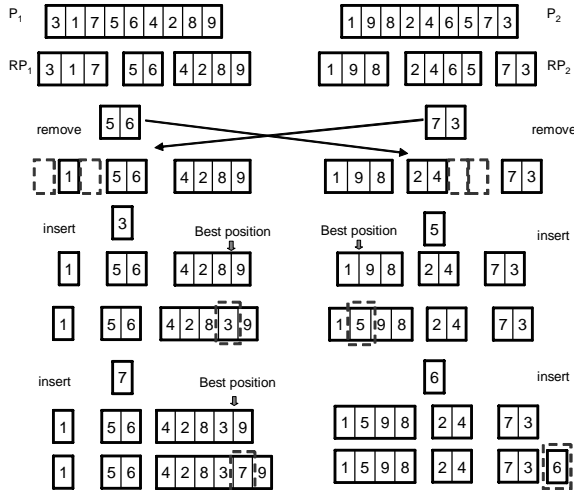 P1 3 1 7 5 6 4 2 8 9 1 9 8 2 4 6 5 7 3 P2
RP1 3 1 7 5 6 4 2 8 9 1 9 8 2 4 6 5 7 3 RP2
remove 5 6 7 3 remove
1 5 6 4 2 8 9 1 9 8 2 4 7 3
insert 3 Best position Best position 5 insert
1 5 6 4 2 8 9 1 9 8 2 4 7 3
1 5 6 4 2 8 3 9 1 5 9 8 2 4 7 3
insert 7 Best position 6 insert
1 5 6 4 2 8 3 9 1 5 9 8 2 4 7 3
1 5 6 4 2 8 3 7 9 1 5 9 8 2 4 7 3 6